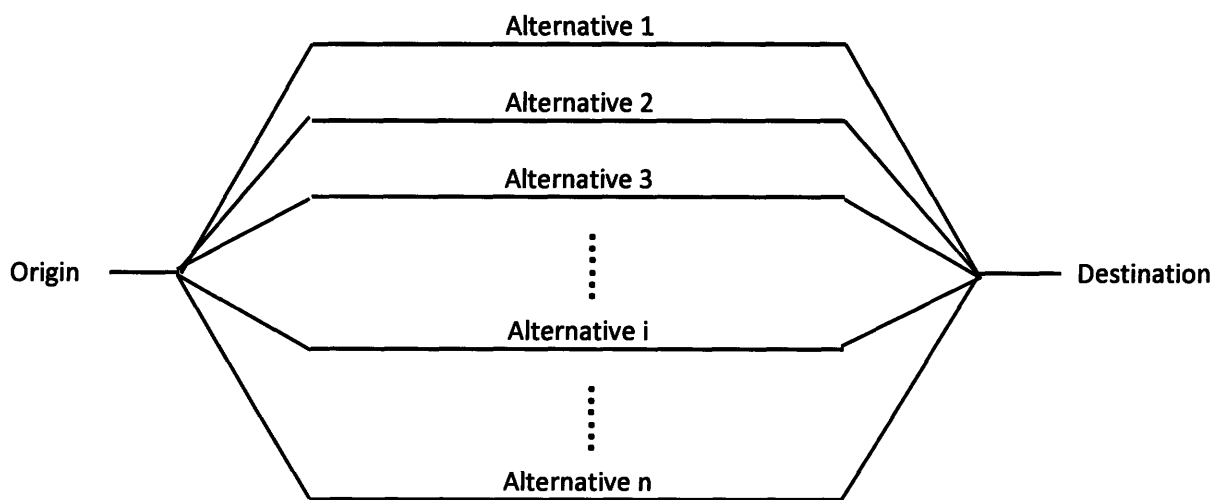 Alternative 1
Alternative 2
Alternative 3
Origin
Destination
Alternative i
Alternative n